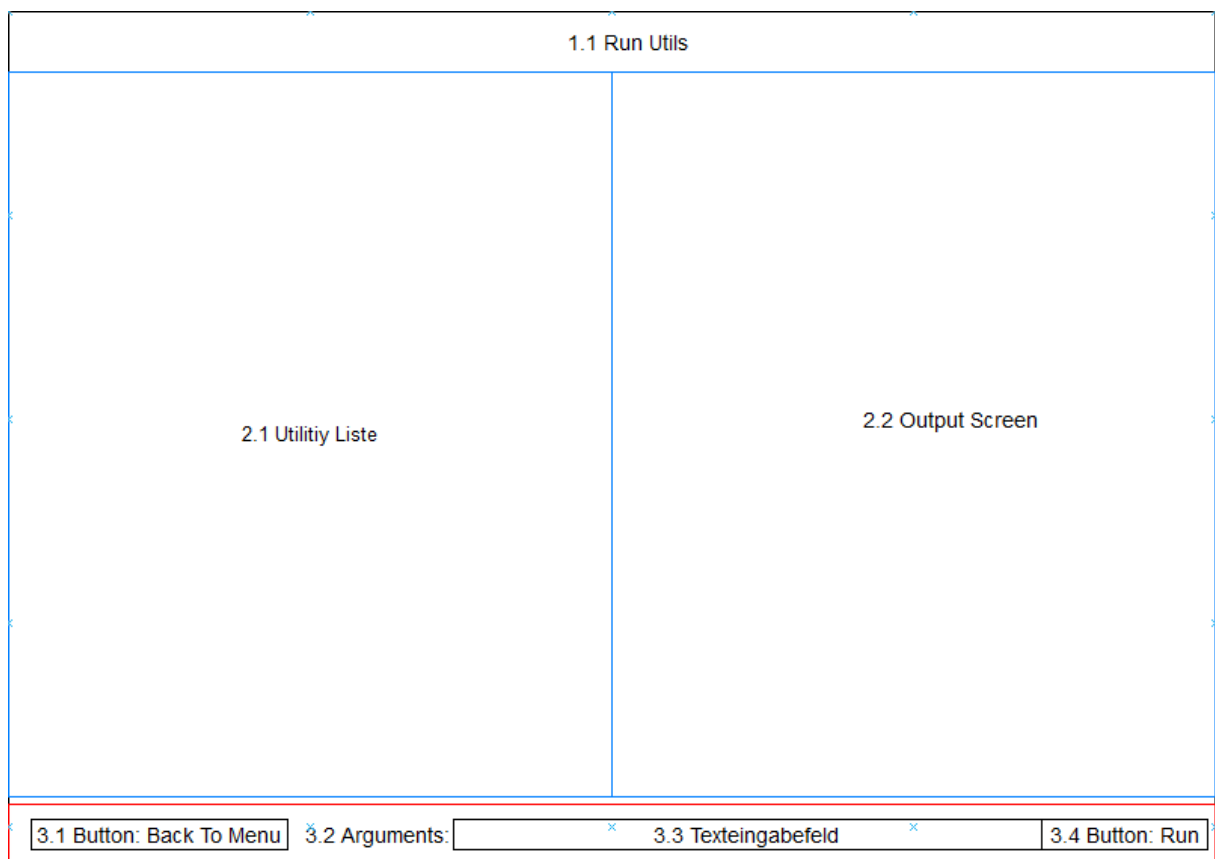 1.1 Run Utils
2.1 Utilitiy Liste
2.2 Output Screen
3.1 Button: Back To Menu
3.2 Arguments:
3.3 Texteingabefeld
3.4 Button: Run